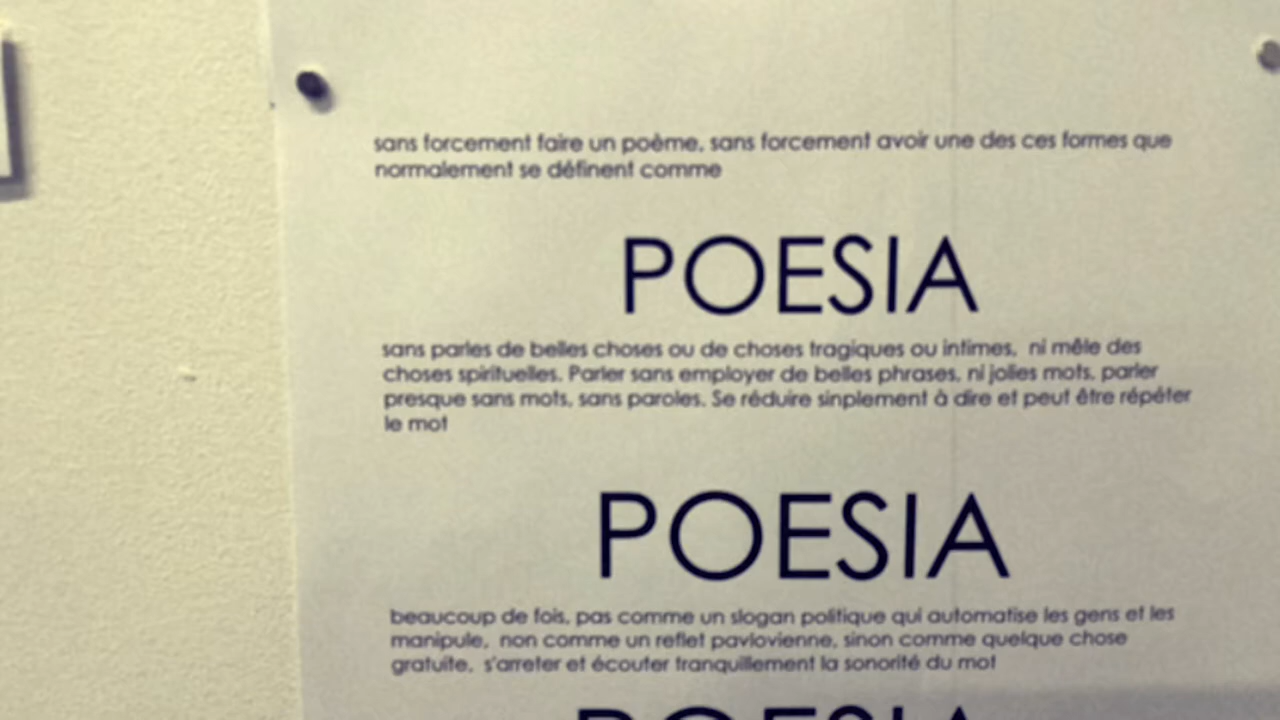 sans forcement faire un poème, sans forcement avoir une des ces formes que
normalement se définent comme
POESIA
sans parles de belles choses ou de choses tragiques ou intimes, ni mêle des
choses spirituelles. Parler sans employer de belles phrases, ni jolies mots, parler
presque sans mots, sans paroles. Se réduire sinplement à dire et peut être répéter
le mot
POESIA
beaucoup de fois, pas comme un slogan politique qui automatise les gens et les
manipule, non comme un reflet pavlovienne, sinon comme quelque chose
gratuite, s'arreter et écouter tranquillement la sonorité du mot
POESIA